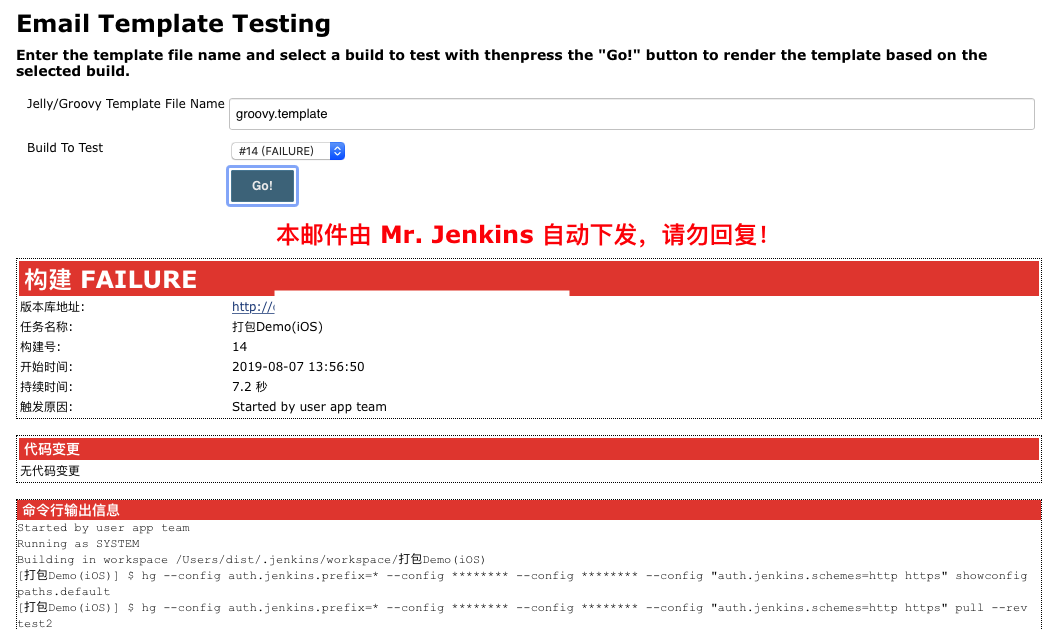 Email Template Testing
Enter the template file name and select a build to test with thenpress the "Go!" button to render the template based on the
selected build.
Jelly/Groovy Template File Name groovy.template
Build To Test #14 (FAILURE)
Go!
本邮件由 Mr. Jenkins 自动下发，请勿回复！
构建 FAILURE
版本库地址: http://
任务名称: 打包Demo(iOS)
构建号: 14
开始时间: 2019-08-07 13:56:50
持续时间: 7.2 秒
触发原因: Started by user app team
代码变更
无代码变更
命令行输出信息
Started by user app team
Running as SYSTEM
Building in workspace /Users/dist/.jenkins/workspace/打包Demo(iOS)
[打包Demo(iOS)] $ hg --config auth.jenkins.prefix=* --config ******** --config ******** --config "auth.jenkins.schemes=http https" showconfig
paths.default
[打包Demo(iOS)] $ hg --config auth.jenkins.prefix=* --config ******** --config ******** --config "auth.jenkins.schemes=http https" pull --rev
test2